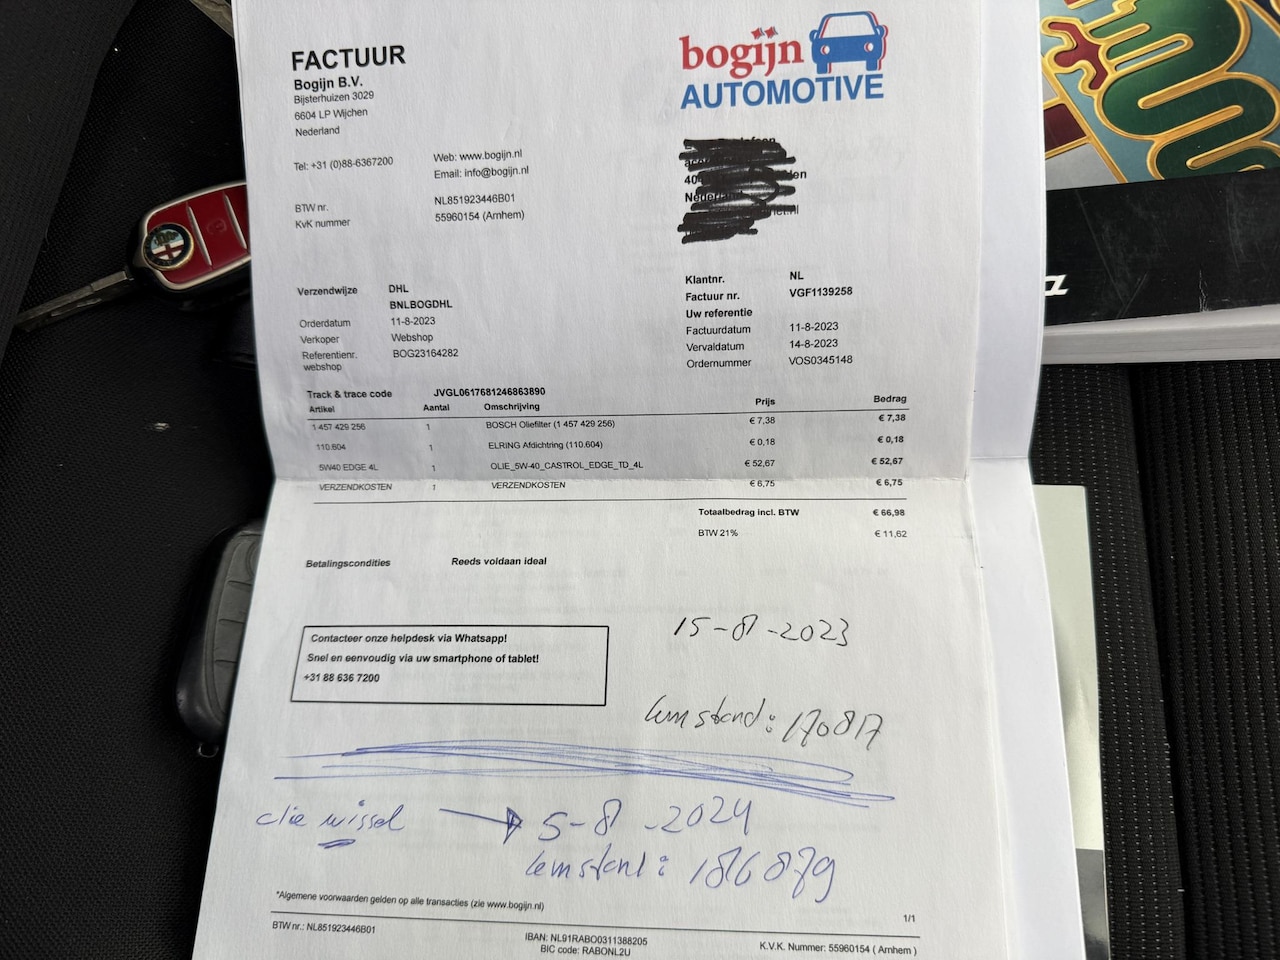 FACTUUR
Bogijn B.V.
Bijsterhuizen 3029
6604 LP Wijchen
Nederland
Tel: +31 (0)88-6367200
Web: www.bogijn.nl
Email: info@bogijn.nl
BTW nr. NL851923446B01
KvK nummer 55960154 (Arnhem)
bogijn
AUTOMOTIVE
Nederland
Verzendwijze DHL
BNLBOGDHL
Orderdatum 11-8-2023
Verkoper Webshop
Referentienr. webshop BOG23164282
Klantnr. NL
Factuur nr. VGF1139258
Uw referentie
Factuurdatum 11-8-2023
Vervaldatum 14-8-2023
Ordernummer VOS0345148
Track & trace code JVGL0617681246863890
Artikel Aantal Omschrijving Prijs Bedrag
1 457 429 256 1 BOSCH Oliefilter (1 457 429 256) € 7,38 € 7,38
110.604 1 ELRING Afdichtring (110.604) € 0,18 € 0,18
5W40 EDGE 4L 1 OLIE_5W-40_CASTROL_EDGE_TD_4L € 52,67 € 52,67
VERZENDKOSTEN 1 VERZENDKOSTEN € 6,75 € 6,75
Totaalbedrag incl. BTW € 66,98
BTW 21% € 11,62
Betalingscondities Reeds voldaan ideal
Contacteer onze helpdesk via Whatsapp!
Snel en eenvoudig via uw smartphone of tablet!
+31 88 636 7200
15-8-2023
km stand: 170817
olie wissel → 5-8-2024
km stand: 186879
*Algemene voorwaarden gelden op alle transacties (zie www.bogijn.nl)
1/1
BTW nr.: NL851923446B01
IBAN: NL91RABO0311388205
BIC code: RABONL2U
K.V.K. Nummer: 55960154 ( Arnhem )